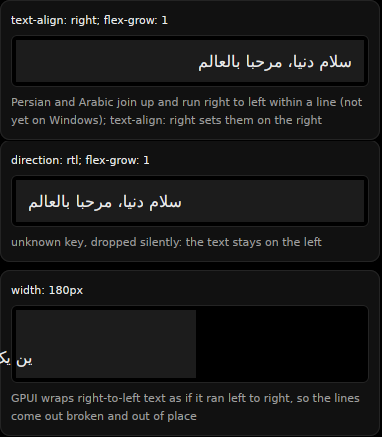 text-align: right; flex-grow: 1
سلام دنیا، مرحبا بالعالم
Persian and Arabic join up and run right to left within a line (not
yet on Windows); text-align: right sets them on the right
direction: rtl; flex-grow: 1
سلام دنیا، مرحبا بالعالم
unknown key, dropped silently: the text stays on the left
width: 180px
GPUI wraps right-to-left text as if it ran left to right, so the lines
come out broken and out of place